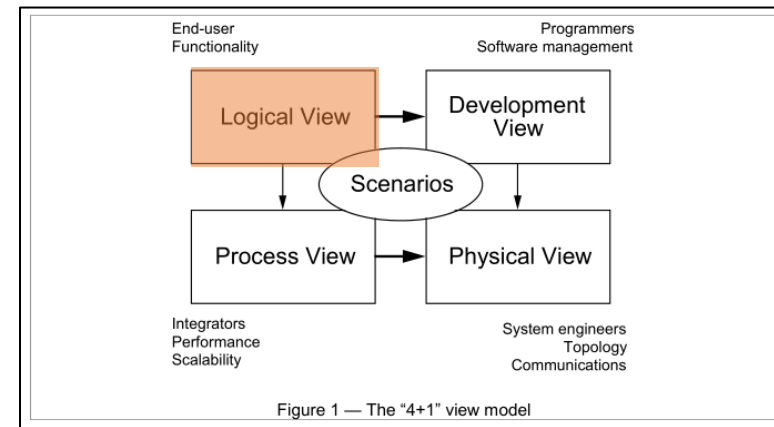 End-user
Functionality
Programmers
Software management
Logical View
Development
View
Scenarios
Process View
Physical View
Integrators
Performance
Scalability
System engineers
Topology
Communications
Figure 1 — The “4+1” view model